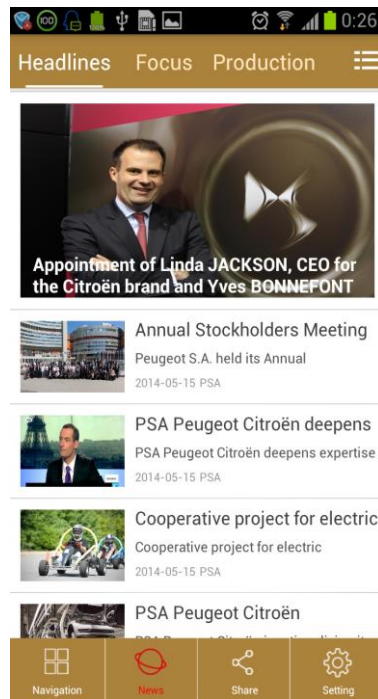 100
0:26
Headlines Focus Production
Appointment of Linda JACKSON, CEO for
the Citroën brand and Yves BONNEFONT
Annual Stockholders Meeting
Peugeot S.A. held its Annual
2014-05-15 PSA
PSA Peugeot Citroën deepens
PSA Peugeot Citroën deepens expertise
2014-05-15 PSA
Cooperative project for electric
Cooperative project for electric
2014-05-15 PSA
PSA Peugeot Citroën
Navigation News Share Setting